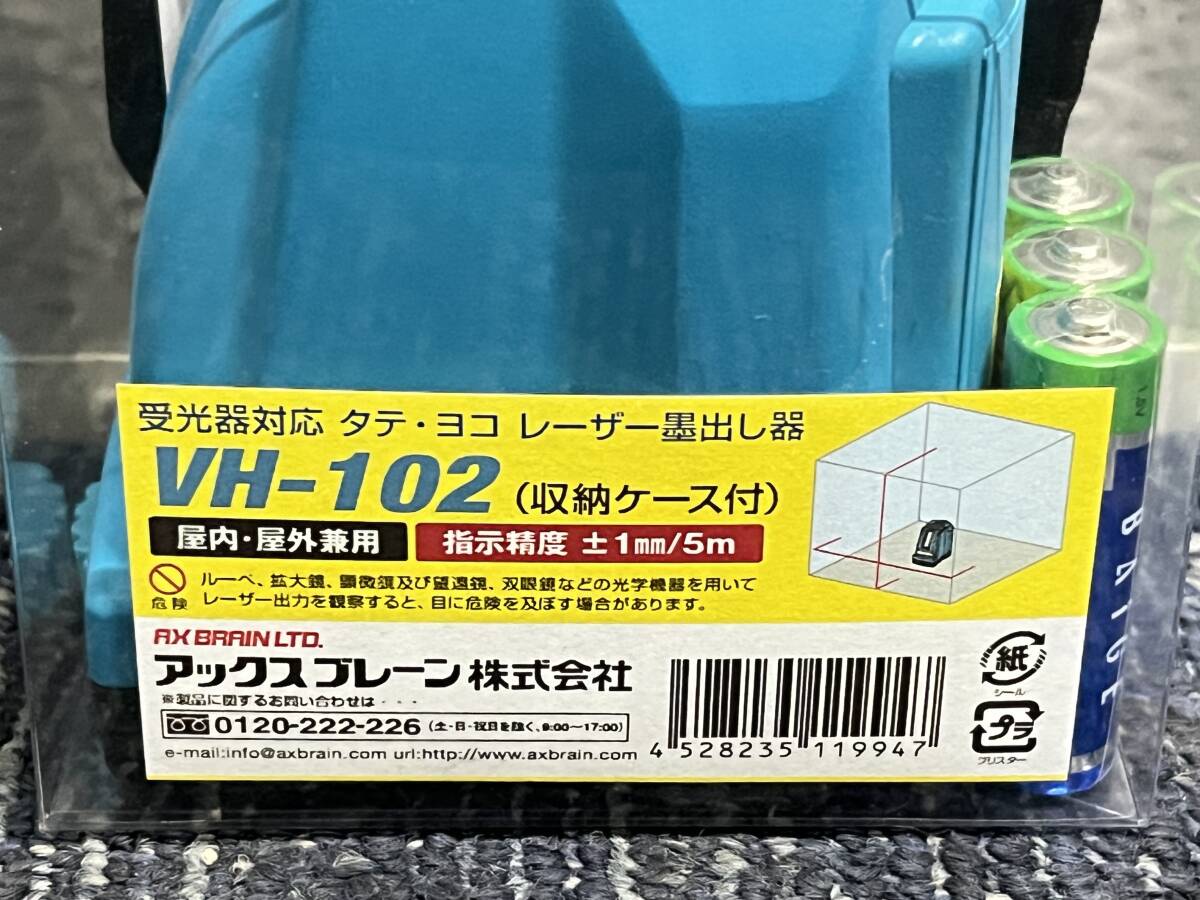 受光器対応 タテ・ヨコ レーザー墨出し器
VH-102 (収納ケース付)
屋内・屋外兼用 指示精度 ±1mm/5m
危険
ルーペ、拡大鏡、顕微鏡及び望遠鏡、双眼鏡などの光学機器を用いて
レーザー出力を観察すると、目に危険を及ぼす場合があります。
AX BRAIN LTD.
アックスブレーン株式会社
※製品に関するお問い合わせは・・・
0120-222-226 (土・日・祝日を除く、9:00〜17:00)
e-mail:info@axbrain.com url:http://www.axbrain.com
4 528235 119947
紙
シール
プラ
ブリスター
1.5V